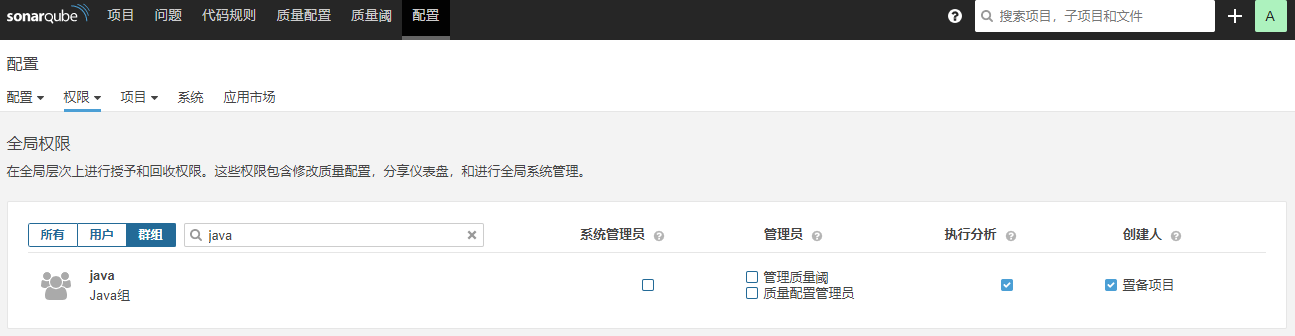 sonarqube 项目 问题 代码规则 质量配置 质量阈 配置 ? 搜索项目，子项目和文件 + A
配置
配置 权限 项目 系统 应用市场
全局权限
在全局层次上进行授予和回收权限。这些权限包含修改质量配置，分享仪表盘，和进行全局系统管理。
所有 用户 群组 java × 系统管理员 ? 管理员 ? 执行分析 ? 创建人 ?
java
Java组
管理质量阈
质量配置管理员
置备项目